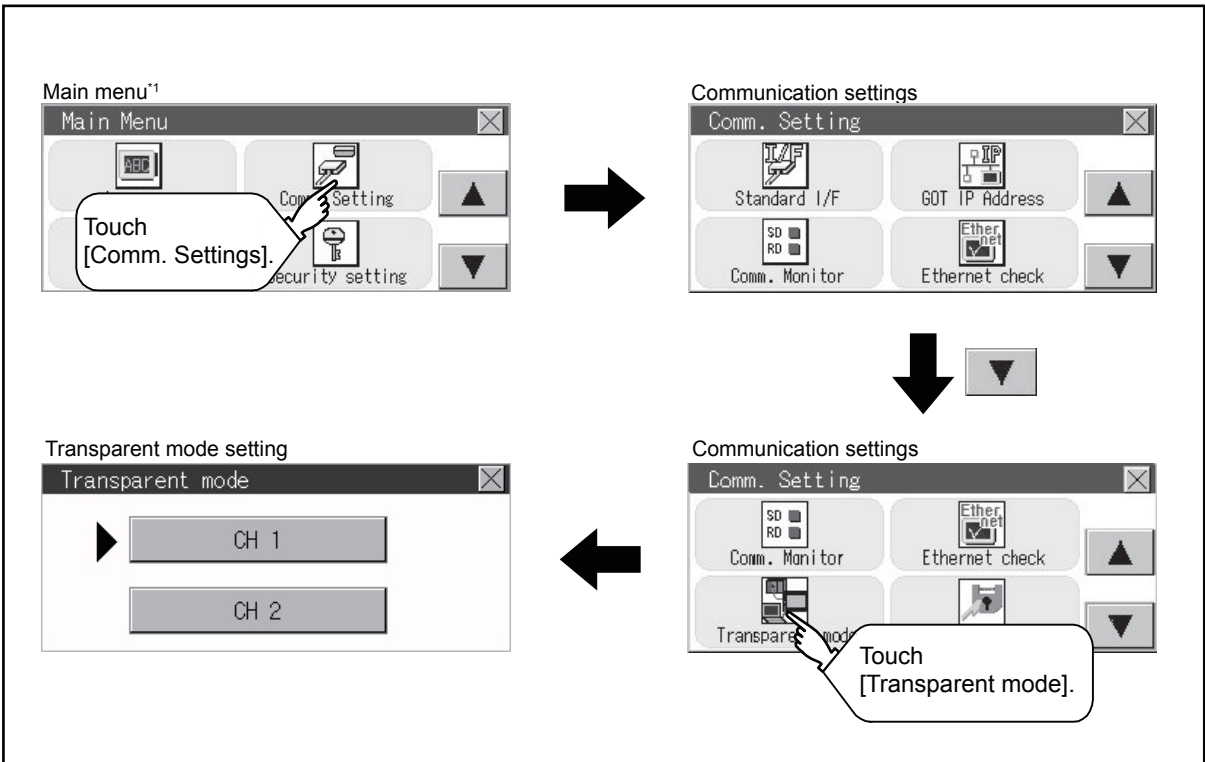 Main menu*1
Main Menu
ABC
Comm. Setting
Touch
[Comm. Settings].
Security setting
Communication settings
Comm. Setting
I/F
Standard I/F
IP
GOT IP Address
SD
RD
Comm. Monitor
Ether
net
Ethernet check
Communication settings
Comm. Setting
SD
RD
Comm. Monitor
Ether
net
Ethernet check
Transparent mode
Touch
[Transparent mode].
Transparent mode setting
Transparent mode
CH 1
CH 2